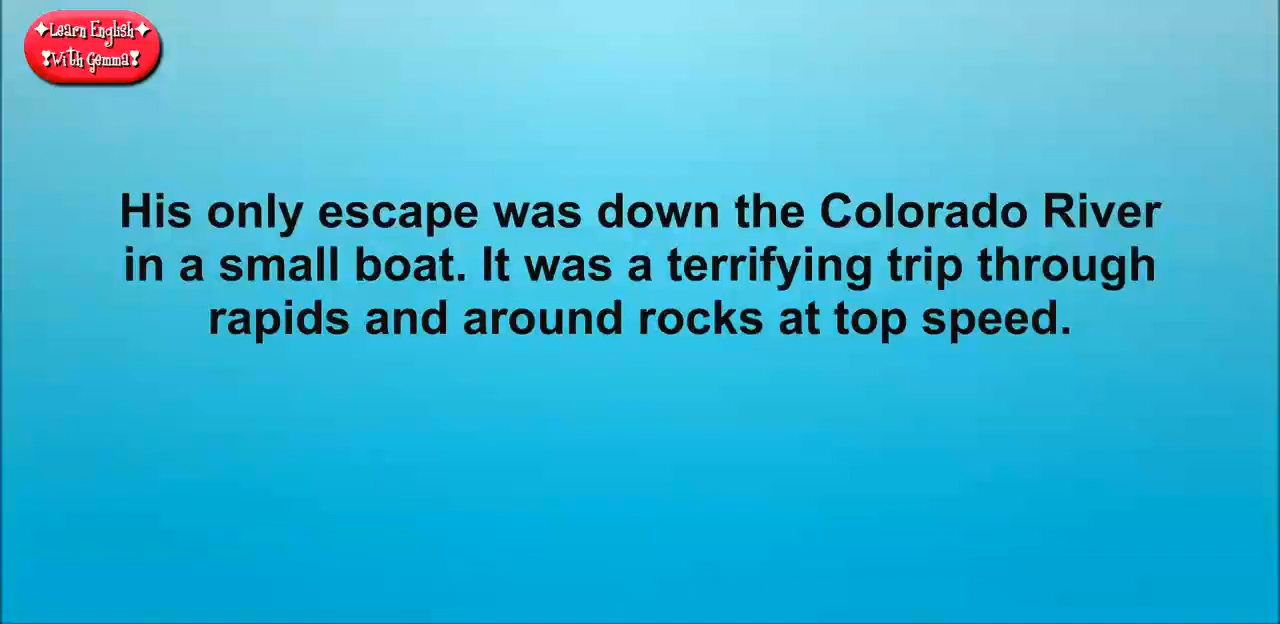 Learn English
With Gemma
His only escape was down the Colorado River
in a small boat. It was a terrifying trip through
rapids and around rocks at top speed.